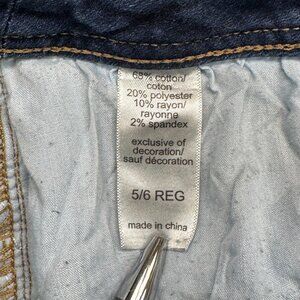 68% cotton/
coton
20% polyester
10% rayon/
rayonne
2% spandex
exclusive of
decoration/
sauf décoration
5/6 REG
made in china